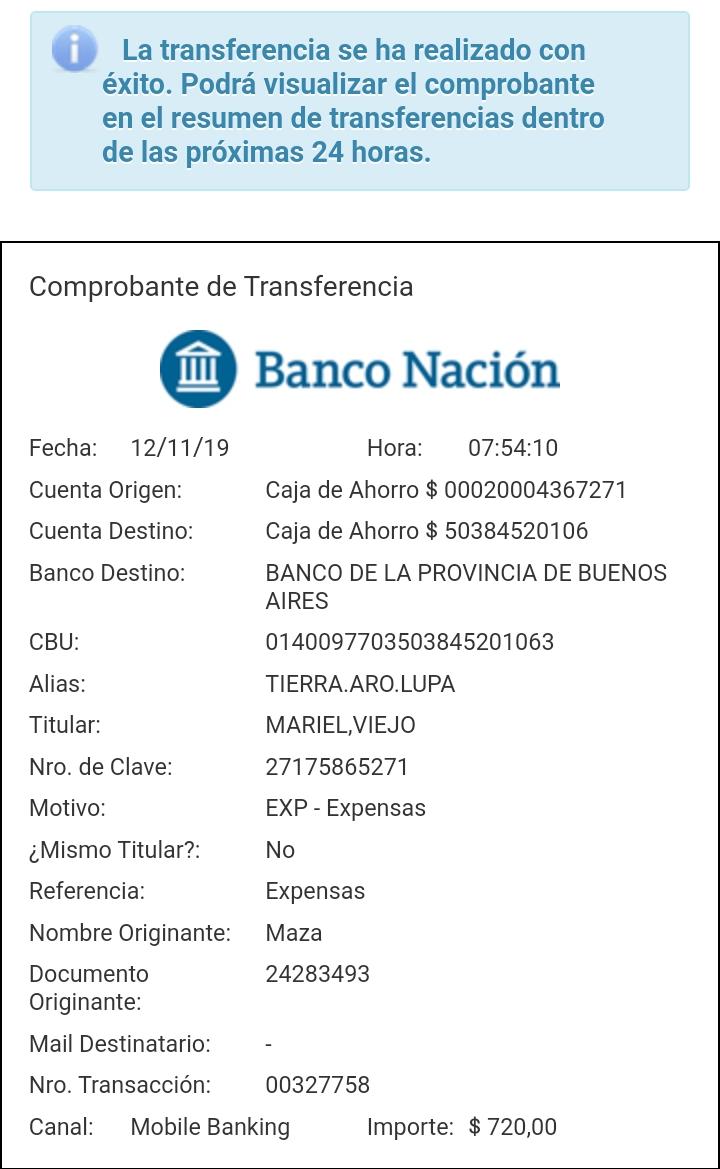 La transferencia se ha realizado con
éxito. Podrá visualizar el comprobante
en el resumen de transferencias dentro
de las próximas 24 horas.
Comprobante de Transferencia
Banco Nación
Fecha: 12/11/19 Hora: 07:54:10
Cuenta Origen: Caja de Ahorro $ 00020004367271
Cuenta Destino: Caja de Ahorro $ 50384520106
Banco Destino: BANCO DE LA PROVINCIA DE BUENOS
AIRES
CBU: 0140097703503845201063
Alias: TIERRA.ARO.LUPA
Titular: MARIEL,VIEJO
Nro. de Clave: 27175865271
Motivo: EXP - Expensas
¿Mismo Titular?: No
Referencia: Expensas
Nombre Originante: Maza
Documento 24283493
Originante:
Mail Destinatario: -
Nro. Transacción: 00327758
Canal: Mobile Banking Importe: $ 720,00